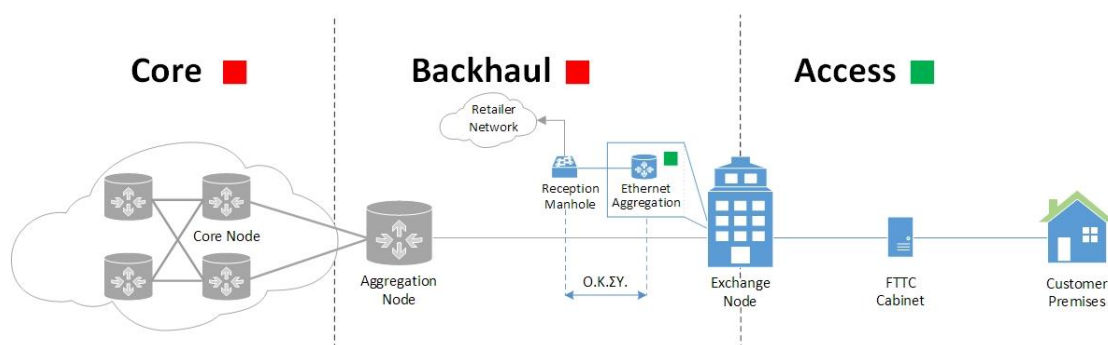 Core
Backhaul
Access
Retailer
Network
Reception
Manhole
Ethernet
Aggregation
Core Node
Aggregation
Node
Ο.Κ.ΣΥ.
Exchange
Node
FTTC
Cabinet
Customer
Premises